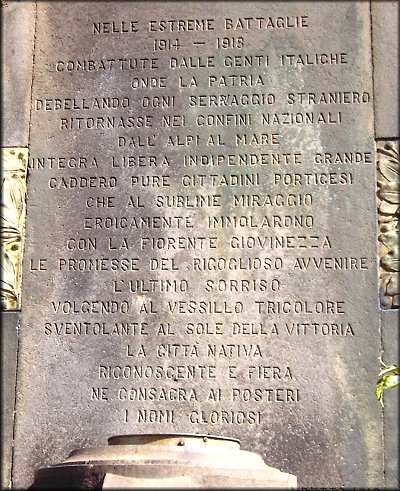 NELLE ESTREME BATTAGLIE
1914 — 1918
COMBATTUTE DALLE GENTI ITALICHE
ONDE LA PATRIA
DEBELLANDO OGNI SERVAGGIO STRANIERO
RITORNASSE NEI CONFINI NAZIONALI
DALL'ALPI AL MARE
INTEGRA LIBERA INDIPENDENTE GRANDE
CADDERO PURE CITTADINI PORTICESI
CHE AL SUBLIME MIRAGGIO
EROICAMENTE IMMOLARONO
CON LA FIORENTE GIOVINEZZA
LE PROMESSE DEL RIGOGLIOSO AVVENIRE
L'ULTIMO SORRISO
VOLGENDO AL VESSILLO TRICOLORE
SVENTOLANTE AL SOLE DELLA VITTORIA
LA CITTÀ NATIVA
RICONOSCENTE E FIERA
NE CONSACRA AI POSTERI
I NOMI GLORIOSI